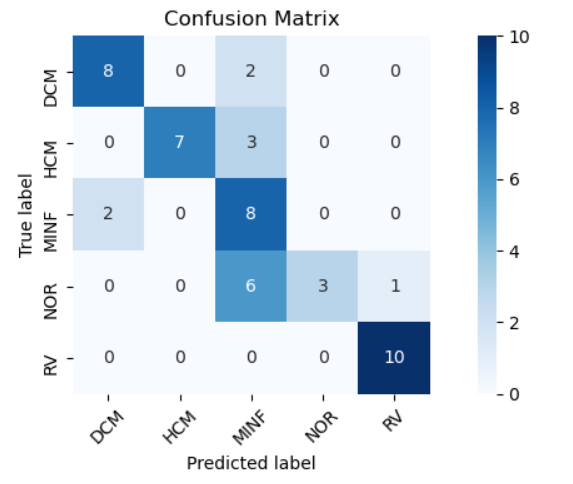 Confusion Matrix
True label
DCM 8 0 2 0 0
HCM 0 7 3 0 0
MINF 2 0 8 0 0
NOR 0 0 6 3 1
RV 0 0 0 0 10
DCM HCM MINF NOR RV
Predicted label
10
8
6
4
2
0